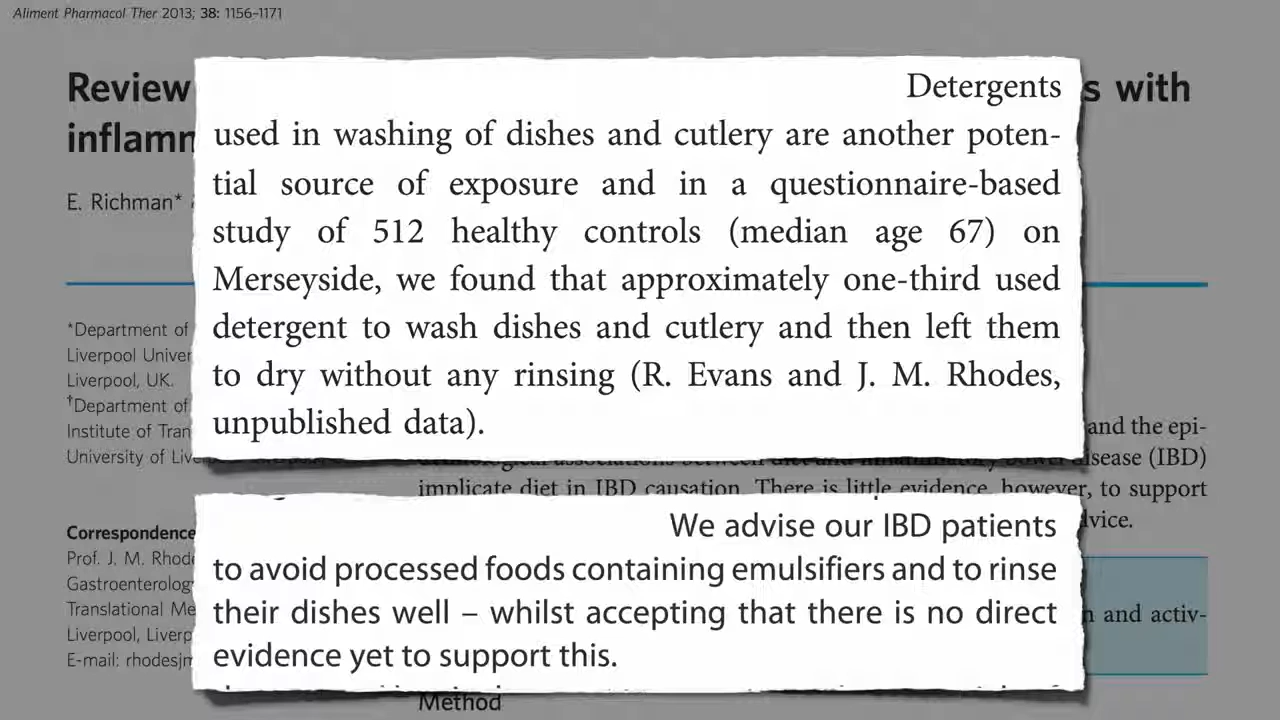 Aliment Pharmacol Ther 2013; 38: 1156–1171
Review
s with
inflamm
E. Richman*
Detergents
used in washing of dishes and cutlery are another poten-
tial source of exposure and in a questionnaire-based
study of 512 healthy controls (median age 67) on
Merseyside, we found that approximately one-third used
detergent to wash dishes and cutlery and then left them
to dry without any rinsing (R. Evans and J. M. Rhodes,
unpublished data).
*Department of
Liverpool Univer
Liverpool, UK.
†Department of
Institute of Tran
University of Live
Correspondence
Prof. J. M. Rhode
Gastroenterolog
Translational Me
Liverpool, Liverp
E-mail: rhodesjm
and the epi-
disease (IBD)
implicate diet in IBD causation. There is little evidence, however, to support
dvice.
We advise our IBD patients
to avoid processed foods containing emulsifiers and to rinse
their dishes well – whilst accepting that there is no direct
evidence yet to support this.
n and activ-
Method